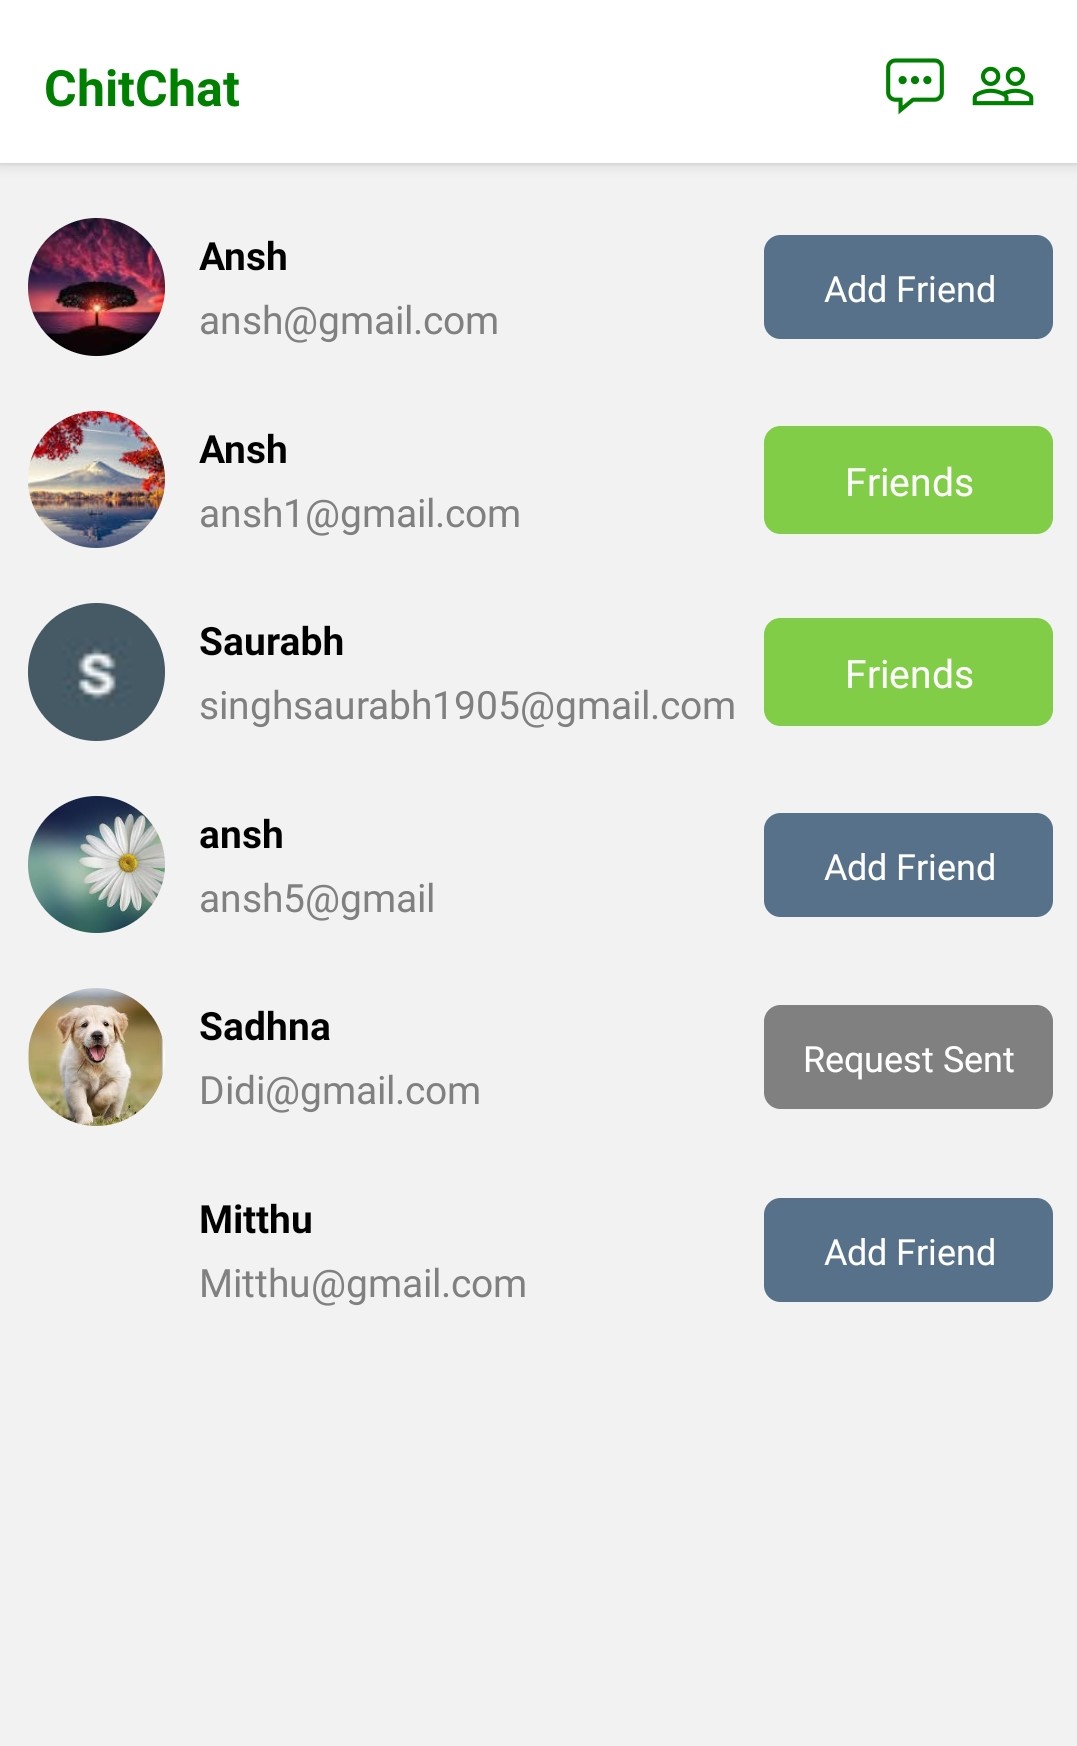 ChitChat
Ansh
ansh@gmail.com
Add Friend
Ansh
ansh1@gmail.com
Friends
S
Saurabh
singhsaurabh1905@gmail.com
Friends
ansh
ansh5@gmail
Add Friend
Sadhna
Didi@gmail.com
Request Sent
Mitthu
Mitthu@gmail.com
Add Friend